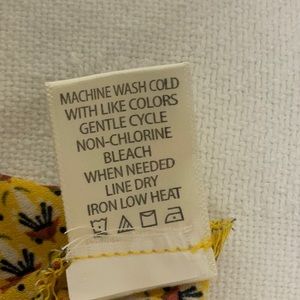 MACHINE WASH COLD
WITH LIKE COLORS
GENTLE CYCLE
NON-CHLORINE
BLEACH
WHEN NEEDED
LINE DRY
IRON LOW HEAT